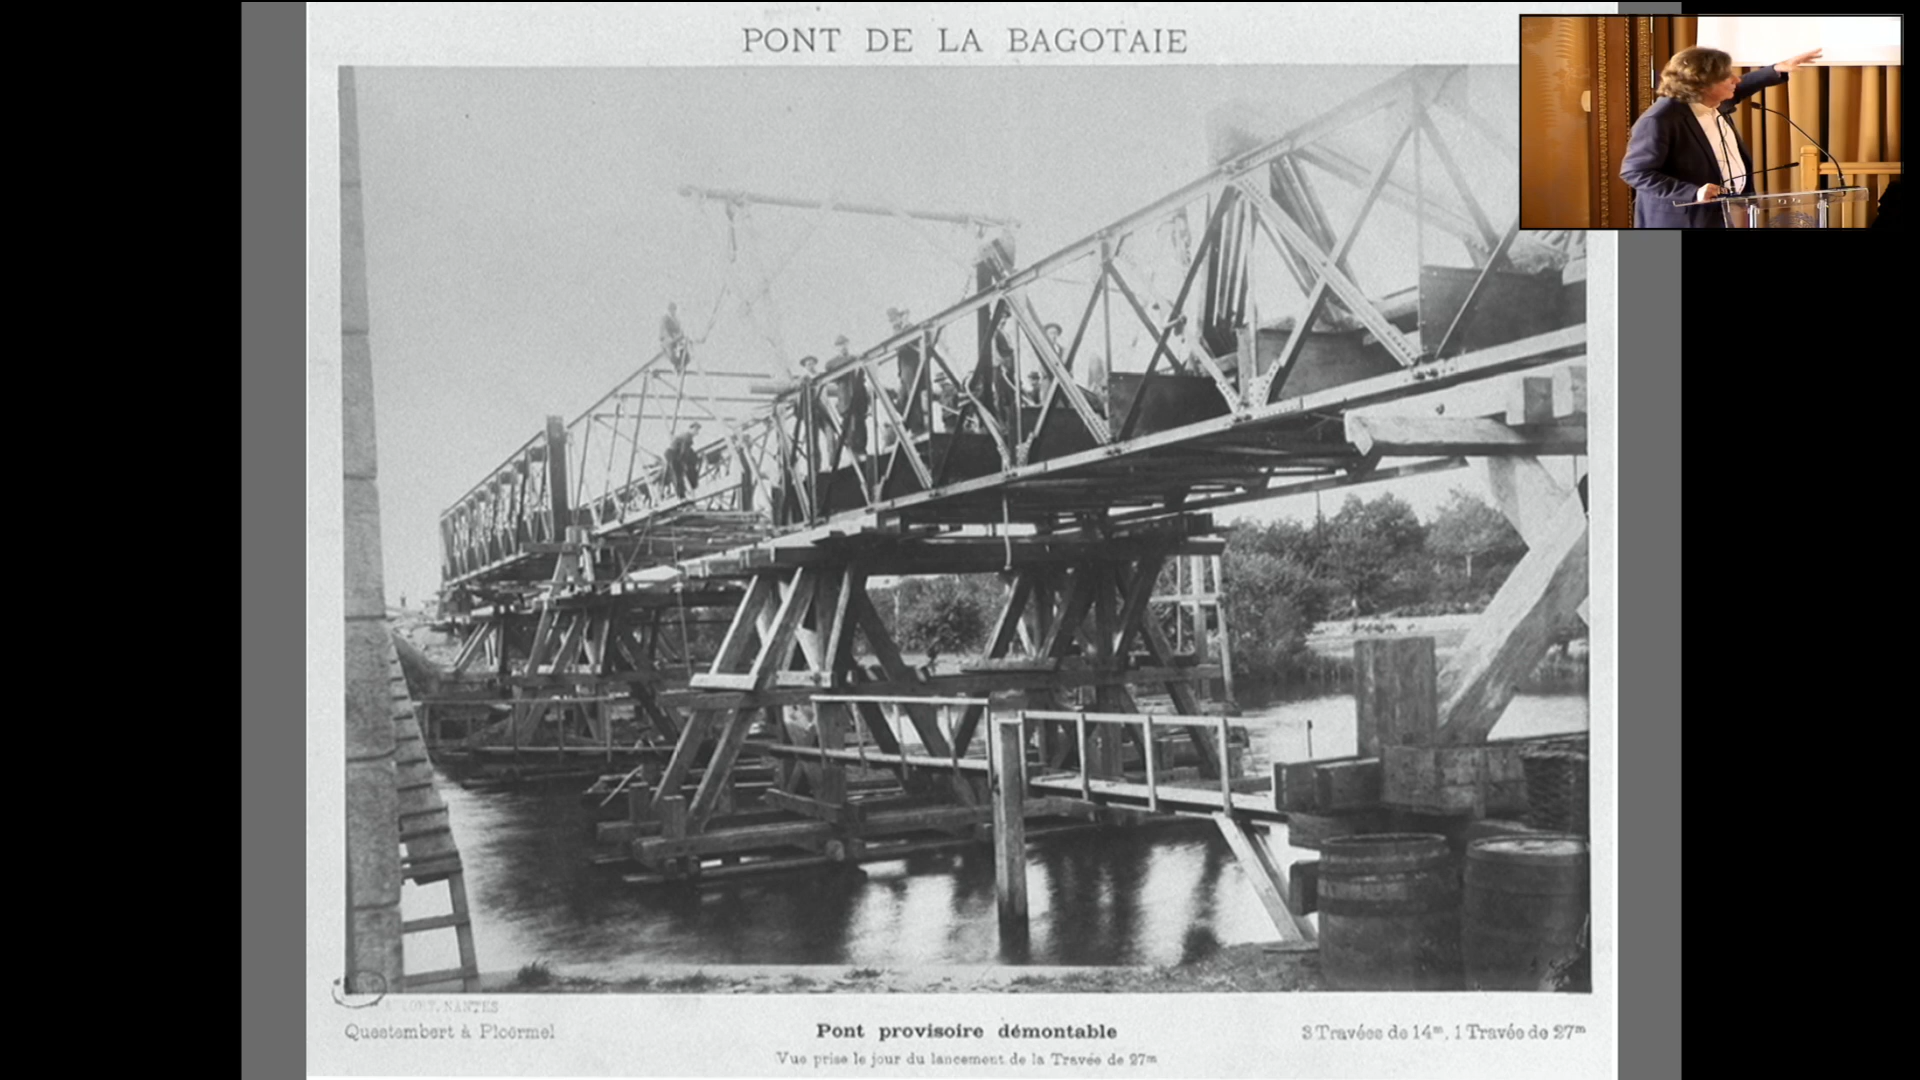 PONT DE LA BAGOTAIE
NANTES
Questembert à Ploërmel
Pont provisoire démontable
Vue prise le jour du lancement de la Travée de 27m
3 Travées de 14m, 1 Travée de 27m